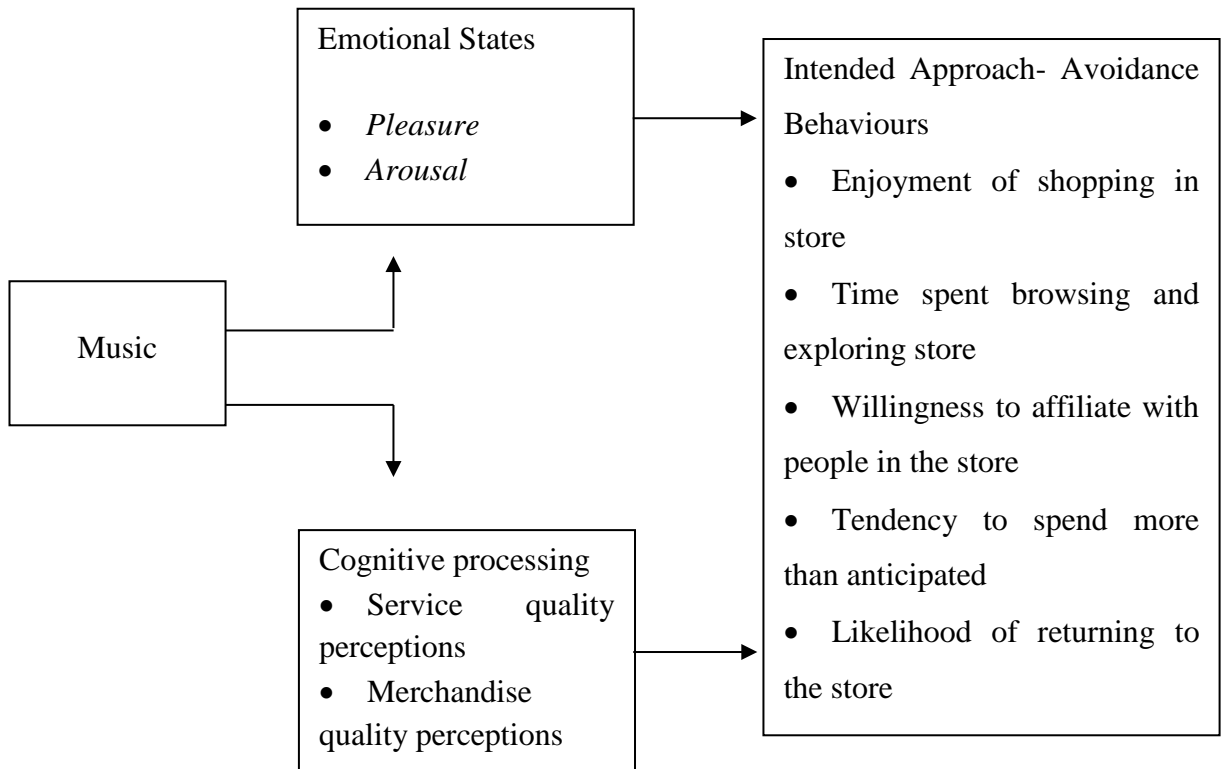 Emotional States
• Pleasure
• Arousal
Music
Cognitive processing
• Service quality
perceptions
• Merchandise
quality perceptions
Intended Approach- Avoidance
Behaviours
• Enjoyment of shopping in
store
• Time spent browsing and
exploring store
• Willingness to affiliate with
people in the store
• Tendency to spend more
than anticipated
• Likelihood of returning to
the store